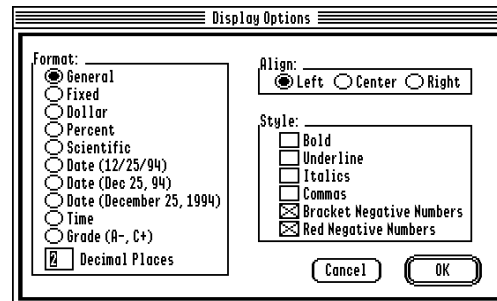 Display Options
Format:
General
Fixed
Dollar
Percent
Scientific
Date (12/25/94)
Date (Dec 25, 94)
Date (December 25, 1994)
Time
Grade (A-, C+)
2 Decimal Places
Align:
Left Center Right
Style:
Bold
Underline
Italics
Commas
Bracket Negative Numbers
Red Negative Numbers
Cancel OK